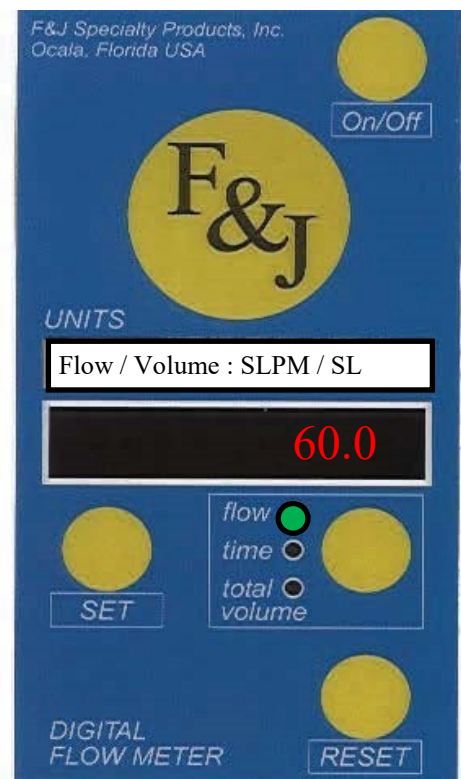 F&J Specialty Products, Inc.
Ocala, Florida USA
On/Off
F&J
UNITS
Flow / Volume : SLPM / SL
60.0
flow
time
total
volume
SET
DIGITAL
FLOW METER
RESET